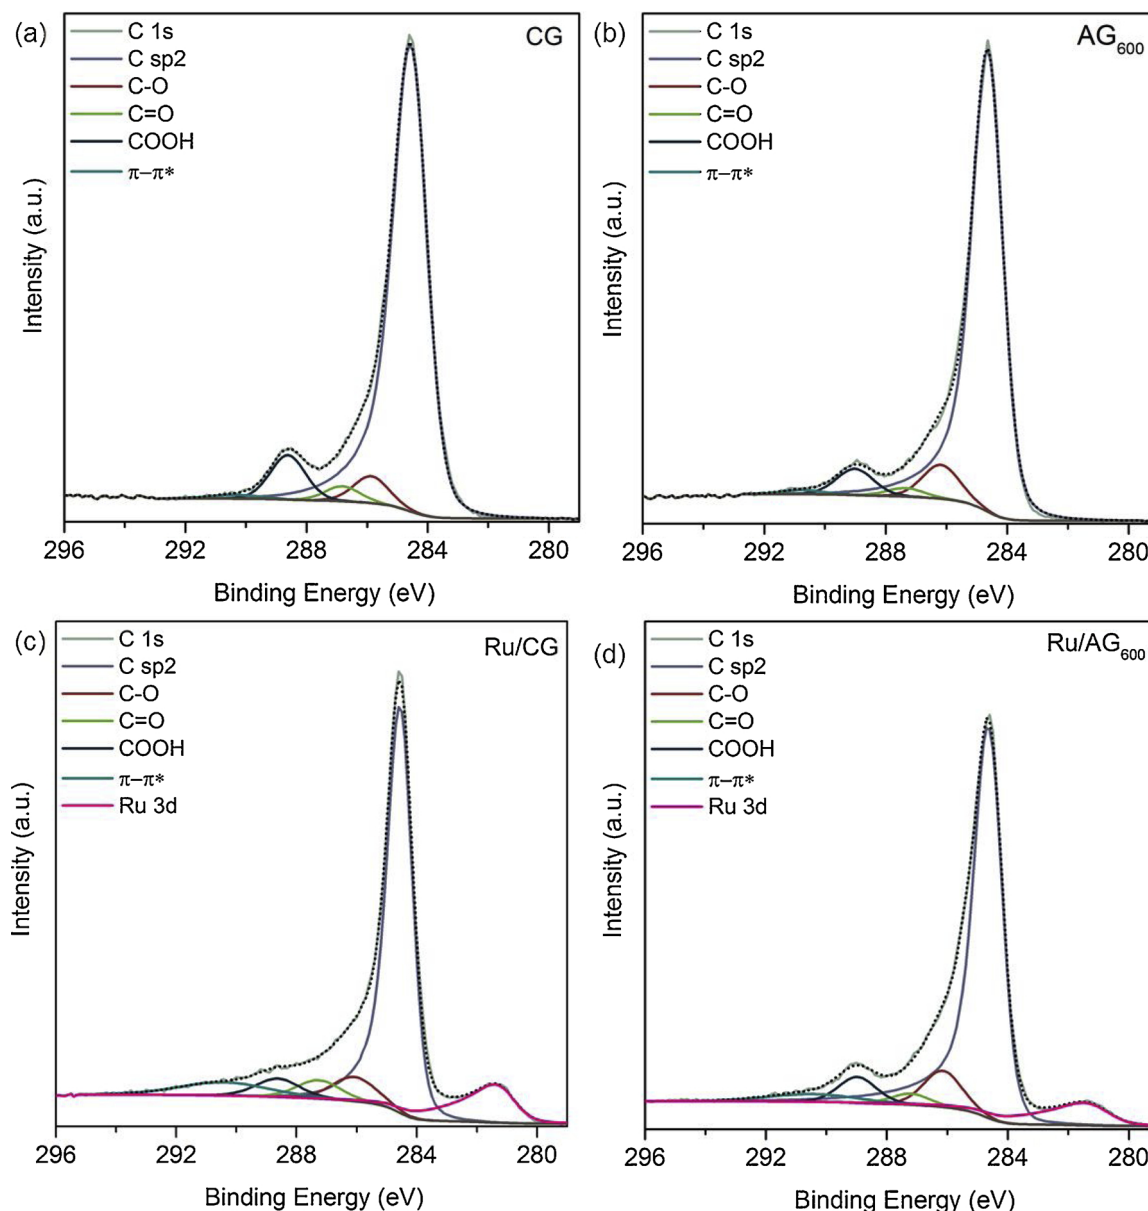 (a)
CG
C 1s
C sp2
C-O
C=O
COOH
π–π*
Intensity (a.u.)
296 292 288 284 280
Binding Energy (eV)
(b)
AG600
C 1s
C sp2
C-O
C=O
COOH
π–π*
Intensity (a.u.)
296 292 288 284 280
Binding Energy (eV)
(c)
Ru/CG
C 1s
C sp2
C-O
C=O
COOH
π–π*
Ru 3d
Intensity (a.u.)
296 292 288 284 280
Binding Energy (eV)
(d)
Ru/AG600
C 1s
C sp2
C-O
C=O
COOH
π–π*
Ru 3d
Intensity (a.u.)
296 292 288 284 280
Binding Energy (eV)